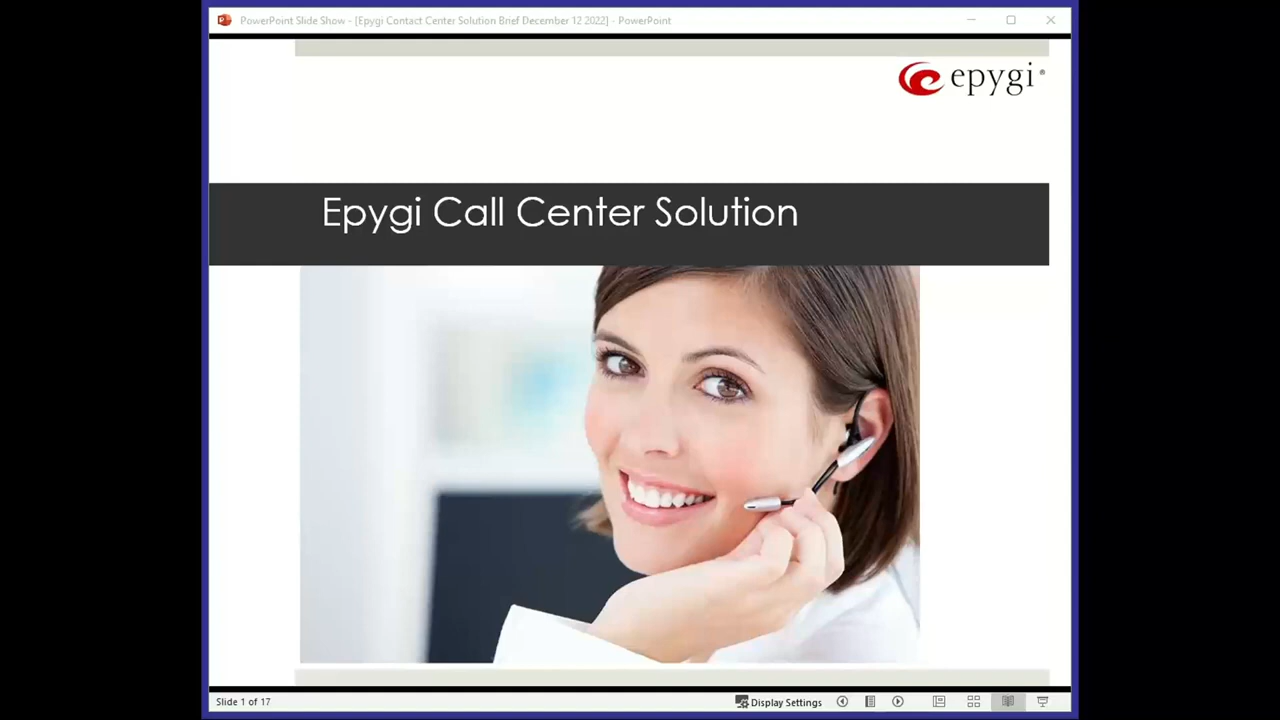 PowerPoint Slide Show - [Epygi Contact Center Solution Brief December 12 2022] - PowerPoint
epygi®
Epygi Call Center Solution
Slide 1 of 17
Display Settings